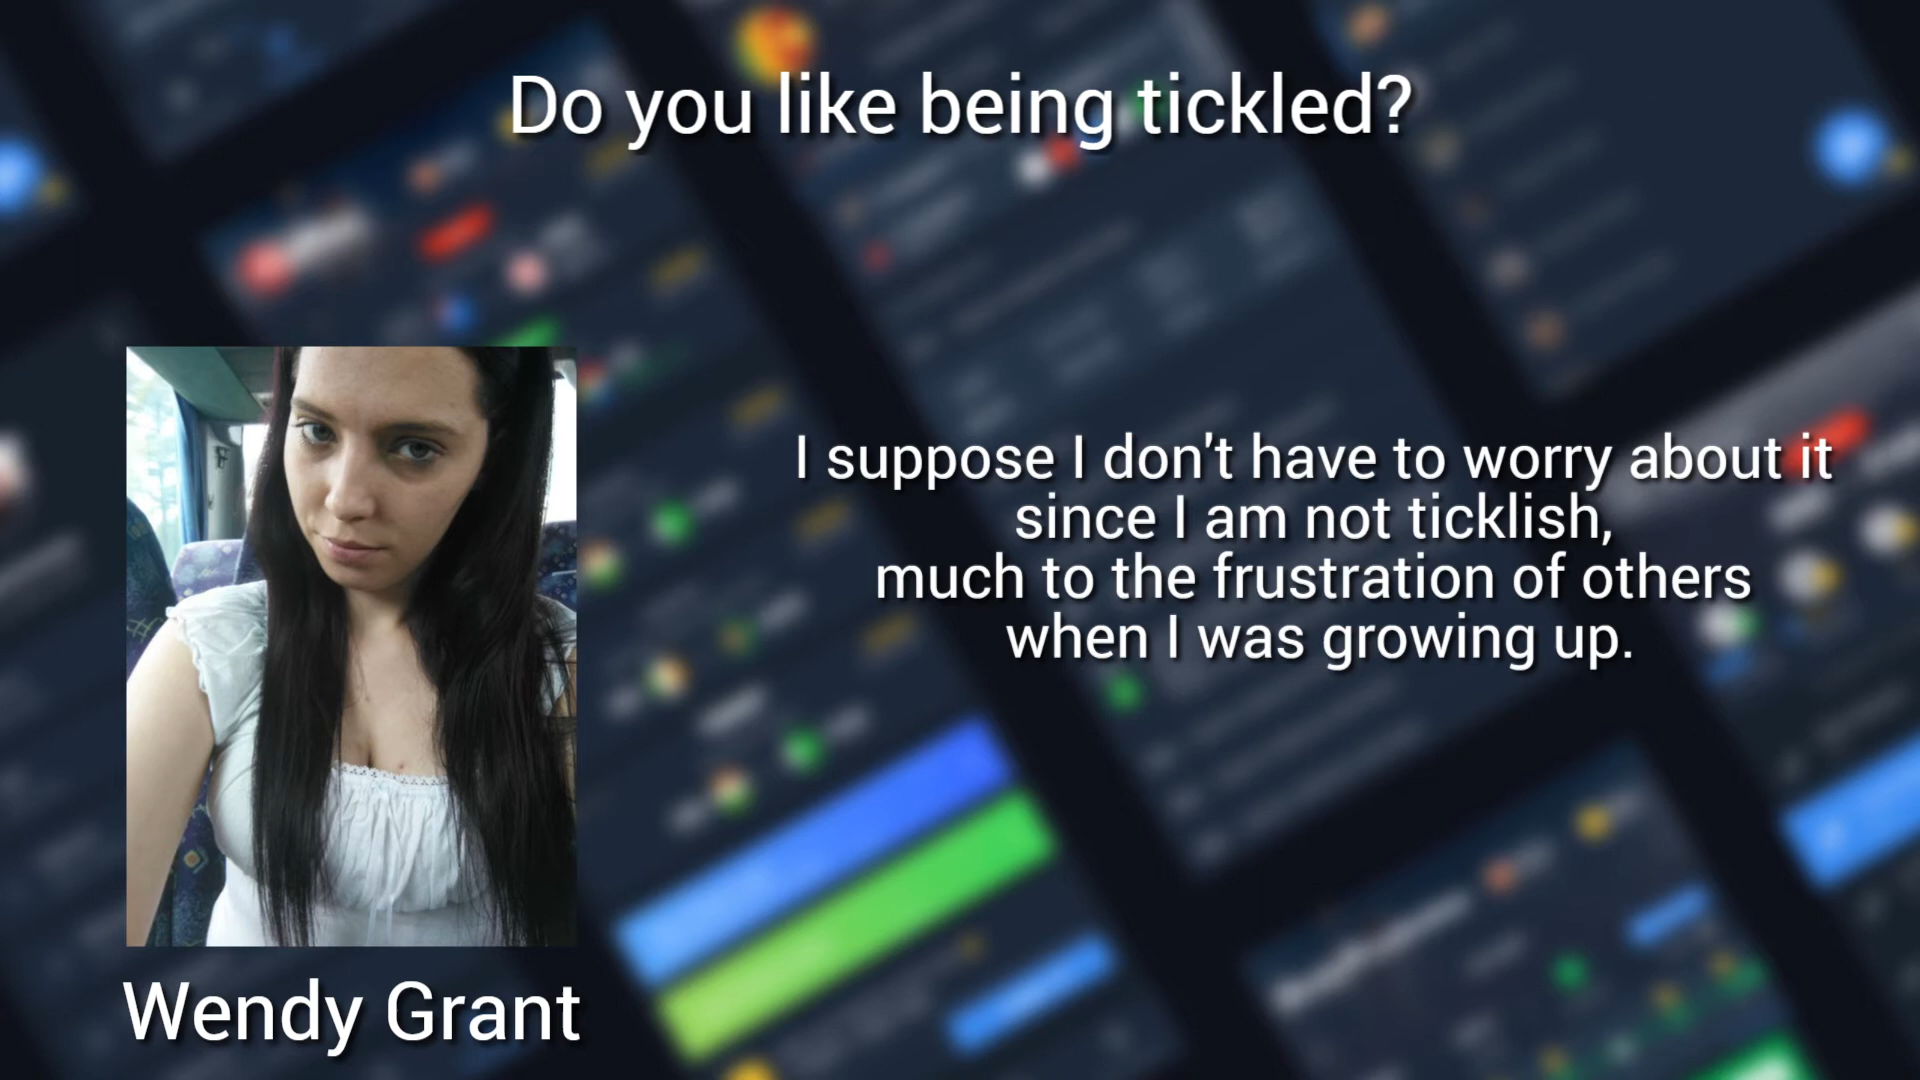 Do you like being tickled?
I suppose I don't have to worry about it
since I am not ticklish,
much to the frustration of others
when I was growing up.
Wendy Grant